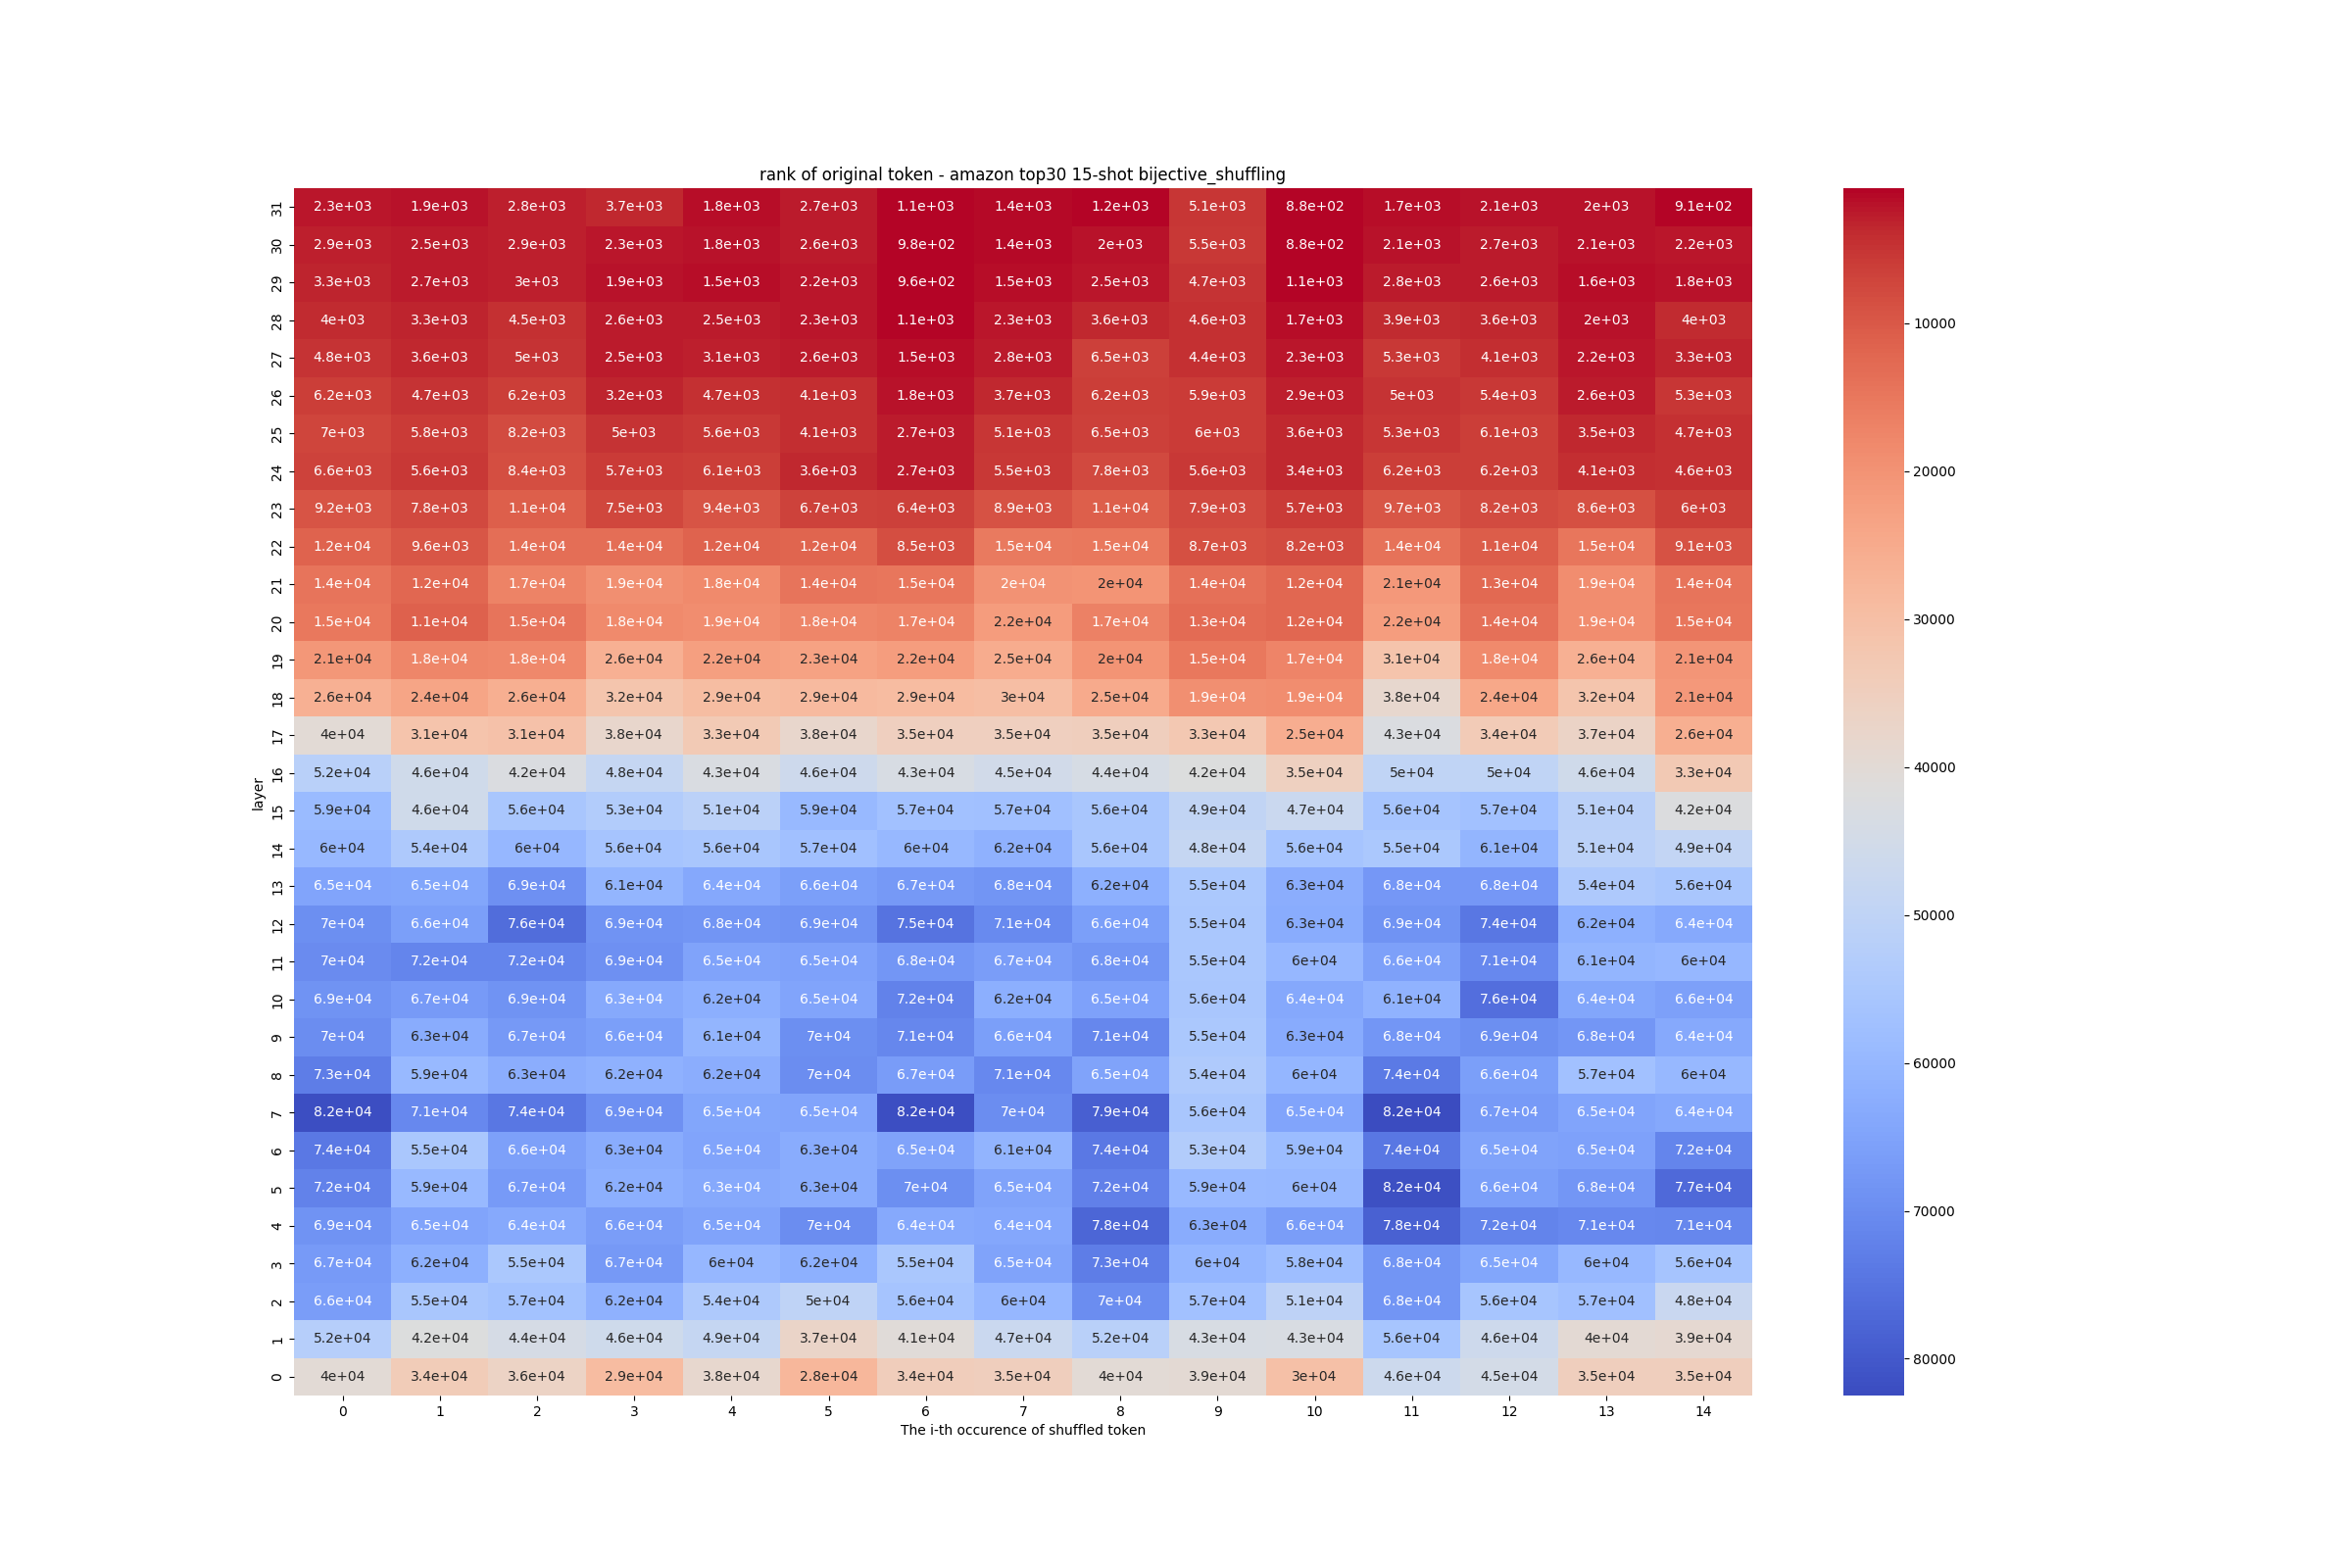 rank of original token - amazon top30 15-shot bijective_shuffling
31 2.3e+03 1.9e+03 2.8e+03 3.7e+03 1.8e+03 2.7e+03 1.1e+03 1.4e+03 1.2e+03 5.1e+03 8.8e+02 1.7e+03 2.1e+03 2e+03 9.1e+02
30 2.9e+03 2.5e+03 2.9e+03 2.3e+03 1.8e+03 2.6e+03 9.8e+02 1.4e+03 2e+03 5.5e+03 8.8e+02 2.1e+03 2.7e+03 2.1e+03 2.2e+03
29 3.3e+03 2.7e+03 3e+03 1.9e+03 1.5e+03 2.2e+03 9.6e+02 1.5e+03 2.5e+03 4.7e+03 1.1e+03 2.8e+03 2.6e+03 1.6e+03 1.8e+03
28 4e+03 3.3e+03 4.5e+03 2.6e+03 2.5e+03 2.3e+03 1.1e+03 2.3e+03 3.6e+03 4.6e+03 1.7e+03 3.9e+03 3.6e+03 2e+03 4e+03
10000
27 4.8e+03 3.6e+03 5e+03 2.5e+03 3.1e+03 2.6e+03 1.5e+03 2.8e+03 6.5e+03 4.4e+03 2.3e+03 5.3e+03 4.1e+03 2.2e+03 3.3e+03
26 6.2e+03 4.7e+03 6.2e+03 3.2e+03 4.7e+03 4.1e+03 1.8e+03 3.7e+03 6.2e+03 5.9e+03 2.9e+03 5e+03 5.4e+03 2.6e+03 5.3e+03
25 7e+03 5.8e+03 8.2e+03 5e+03 5.6e+03 4.1e+03 2.7e+03 5.1e+03 6.5e+03 6e+03 3.6e+03 5.3e+03 6.1e+03 3.5e+03 4.7e+03
24 6.6e+03 5.6e+03 8.4e+03 5.7e+03 6.1e+03 3.6e+03 2.7e+03 5.5e+03 7.8e+03 5.6e+03 3.4e+03 6.2e+03 6.2e+03 4.1e+03 4.6e+03
20000
23 9.2e+03 7.8e+03 1.1e+04 7.5e+03 9.4e+03 6.7e+03 6.4e+03 8.9e+03 1.1e+04 7.9e+03 5.7e+03 9.7e+03 8.2e+03 8.6e+03 6e+03
22 1.2e+04 9.6e+03 1.4e+04 1.4e+04 1.2e+04 1.2e+04 8.5e+03 1.5e+04 1.5e+04 8.7e+03 8.2e+03 1.4e+04 1.1e+04 1.5e+04 9.1e+03
21 1.4e+04 1.2e+04 1.7e+04 1.9e+04 1.8e+04 1.4e+04 1.5e+04 2e+04 2e+04 1.4e+04 1.2e+04 2.1e+04 1.3e+04 1.9e+04 1.4e+04
20 1.5e+04 1.1e+04 1.5e+04 1.8e+04 1.9e+04 1.8e+04 1.7e+04 2.2e+04 1.7e+04 1.3e+04 1.2e+04 2.2e+04 1.4e+04 1.9e+04 1.5e+04
30000
19 2.1e+04 1.8e+04 1.8e+04 2.6e+04 2.2e+04 2.3e+04 2.2e+04 2.5e+04 2e+04 1.5e+04 1.7e+04 3.1e+04 1.8e+04 2.6e+04 2.1e+04
18 2.6e+04 2.4e+04 2.6e+04 3.2e+04 2.9e+04 2.9e+04 2.9e+04 3e+04 2.5e+04 1.9e+04 1.9e+04 3.8e+04 2.4e+04 3.2e+04 2.1e+04
17 4e+04 3.1e+04 3.1e+04 3.8e+04 3.3e+04 3.8e+04 3.5e+04 3.5e+04 3.5e+04 3.3e+04 2.5e+04 4.3e+04 3.4e+04 3.7e+04 2.6e+04
16 5.2e+04 4.6e+04 4.2e+04 4.8e+04 4.3e+04 4.6e+04 4.3e+04 4.5e+04 4.4e+04 4.2e+04 3.5e+04 5e+04 5e+04 4.6e+04 3.3e+04
40000
layer
15 5.9e+04 4.6e+04 5.6e+04 5.3e+04 5.1e+04 5.9e+04 5.7e+04 5.7e+04 5.6e+04 4.9e+04 4.7e+04 5.6e+04 5.7e+04 5.1e+04 4.2e+04
14 6e+04 5.4e+04 6e+04 5.6e+04 5.6e+04 5.7e+04 6e+04 6.2e+04 5.6e+04 4.8e+04 5.6e+04 5.5e+04 6.1e+04 5.1e+04 4.9e+04
13 6.5e+04 6.5e+04 6.9e+04 6.1e+04 6.4e+04 6.6e+04 6.7e+04 6.8e+04 6.2e+04 5.5e+04 6.3e+04 6.8e+04 6.8e+04 5.4e+04 5.6e+04
50000
12 7e+04 6.6e+04 7.6e+04 6.9e+04 6.8e+04 6.9e+04 7.5e+04 7.1e+04 6.6e+04 5.5e+04 6.3e+04 6.9e+04 7.4e+04 6.2e+04 6.4e+04
11 7e+04 7.2e+04 7.2e+04 6.9e+04 6.5e+04 6.5e+04 6.8e+04 6.7e+04 6.8e+04 5.5e+04 6e+04 6.6e+04 7.1e+04 6.1e+04 6e+04
10 6.9e+04 6.7e+04 6.9e+04 6.3e+04 6.2e+04 6.5e+04 7.2e+04 6.2e+04 6.5e+04 5.6e+04 6.4e+04 6.1e+04 7.6e+04 6.4e+04 6.6e+04
9 7e+04 6.3e+04 6.7e+04 6.6e+04 6.1e+04 7e+04 7.1e+04 6.6e+04 7.1e+04 5.5e+04 6.3e+04 6.8e+04 6.9e+04 6.8e+04 6.4e+04
60000
8 7.3e+04 5.9e+04 6.3e+04 6.2e+04 6.2e+04 7e+04 6.7e+04 7.1e+04 6.5e+04 5.4e+04 6e+04 7.4e+04 6.6e+04 5.7e+04 6e+04
7 8.2e+04 7.1e+04 7.4e+04 6.9e+04 6.5e+04 6.5e+04 8.2e+04 7e+04 7.9e+04 5.6e+04 6.5e+04 8.2e+04 6.7e+04 6.5e+04 6.4e+04
6 7.4e+04 5.5e+04 6.6e+04 6.3e+04 6.5e+04 6.3e+04 6.5e+04 6.1e+04 7.4e+04 5.3e+04 5.9e+04 7.4e+04 6.5e+04 6.5e+04 7.2e+04
5 7.2e+04 5.9e+04 6.7e+04 6.2e+04 6.3e+04 6.3e+04 7e+04 6.5e+04 7.2e+04 5.9e+04 6e+04 8.2e+04 6.6e+04 6.8e+04 7.7e+04
70000
4 6.9e+04 6.5e+04 6.4e+04 6.6e+04 6.5e+04 7e+04 6.4e+04 6.4e+04 7.8e+04 6.3e+04 6.6e+04 7.8e+04 7.2e+04 7.1e+04 7.1e+04
3 6.7e+04 6.2e+04 5.5e+04 6.7e+04 6e+04 6.2e+04 5.5e+04 6.5e+04 7.3e+04 6e+04 5.8e+04 6.8e+04 6.5e+04 6e+04 5.6e+04
2 6.6e+04 5.5e+04 5.7e+04 6.2e+04 5.4e+04 5e+04 5.6e+04 6e+04 7e+04 5.7e+04 5.1e+04 6.8e+04 5.6e+04 5.7e+04 4.8e+04
1 5.2e+04 4.2e+04 4.4e+04 4.6e+04 4.9e+04 3.7e+04 4.1e+04 4.7e+04 5.2e+04 4.3e+04 4.3e+04 5.6e+04 4.6e+04 4e+04 3.9e+04
80000
0 4e+04 3.4e+04 3.6e+04 2.9e+04 3.8e+04 2.8e+04 3.4e+04 3.5e+04 4e+04 3.9e+04 3e+04 4.6e+04 4.5e+04 3.5e+04 3.5e+04
0 1 2 3 4 5 6 7 8 9 10 11 12 13 14
The i-th occurence of shuffled token